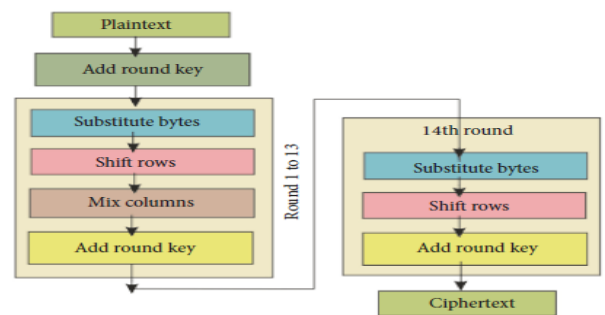 Plaintext
Add round key
Substitute bytes
Shift rows
Mix columns
Add round key
Round 1 to 13
14th round
Substitute bytes
Shift rows
Add round key
Ciphertext